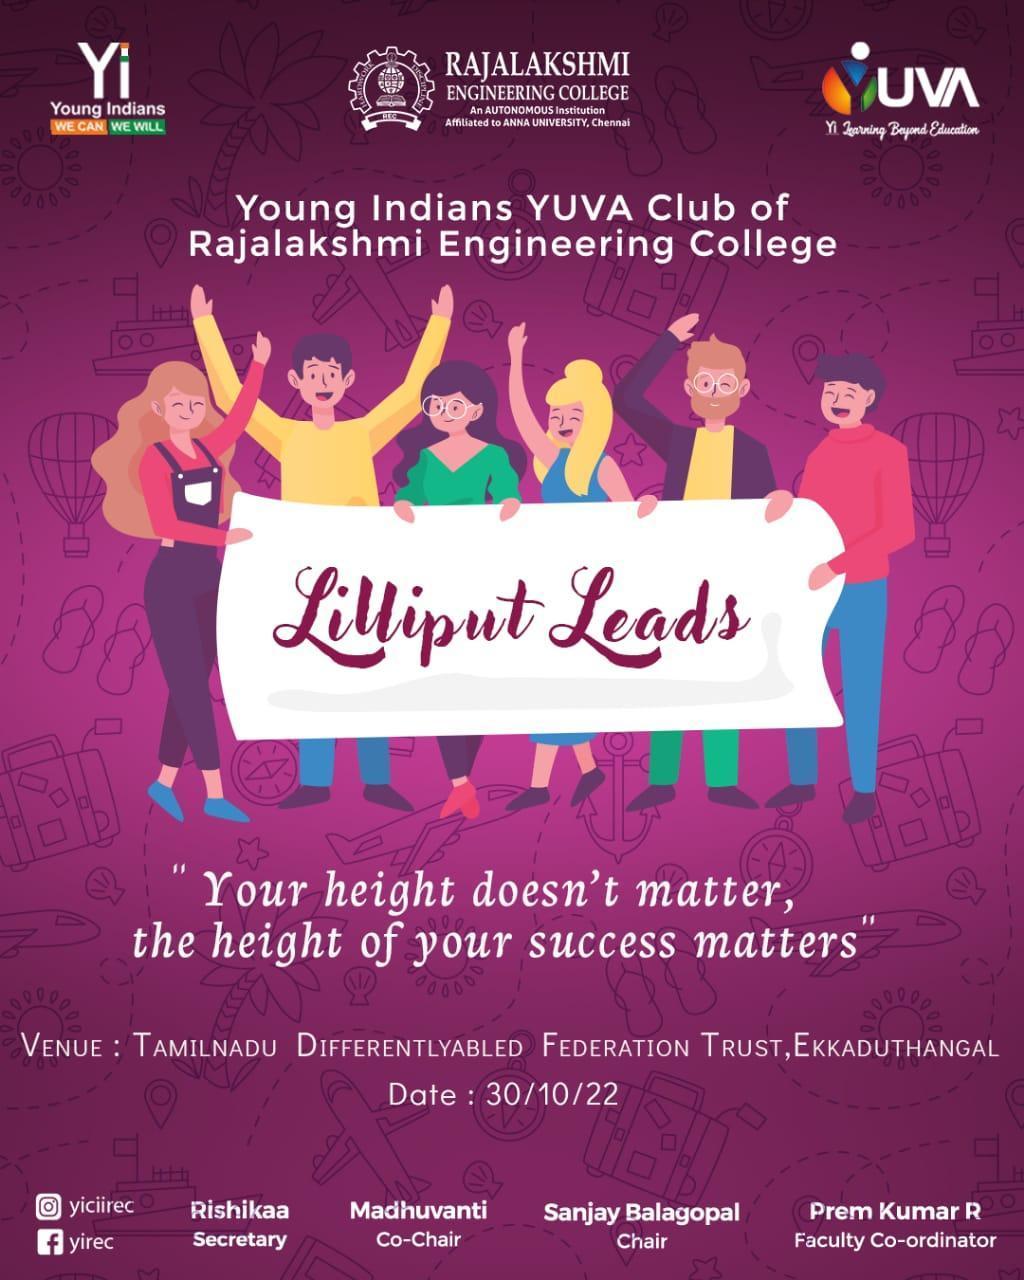 Yi
Young Indians
WE CAN WE WILL
RAJALAKSHMI
ENGINEERING COLLEGE
An AUTONOMOUS Institution
Affiliated to ANNA UNIVERSITY, Chennai
REC
YUVA
Yi Learning Beyond Education
Young Indians YUVA Club of
Rajalakshmi Engineering College
Lilliput Leads
" Your height doesn't matter,
the height of your success matters"
Venue : Tamilnadu Differentlyabled Federation Trust,Ekkaduthangal
Date : 30/10/22
yiciirec
yirec
Rishikaa
Secretary
Madhuvanti
Co-Chair
Sanjay Balagopal
Chair
Prem Kumar R
Faculty Co-ordinator